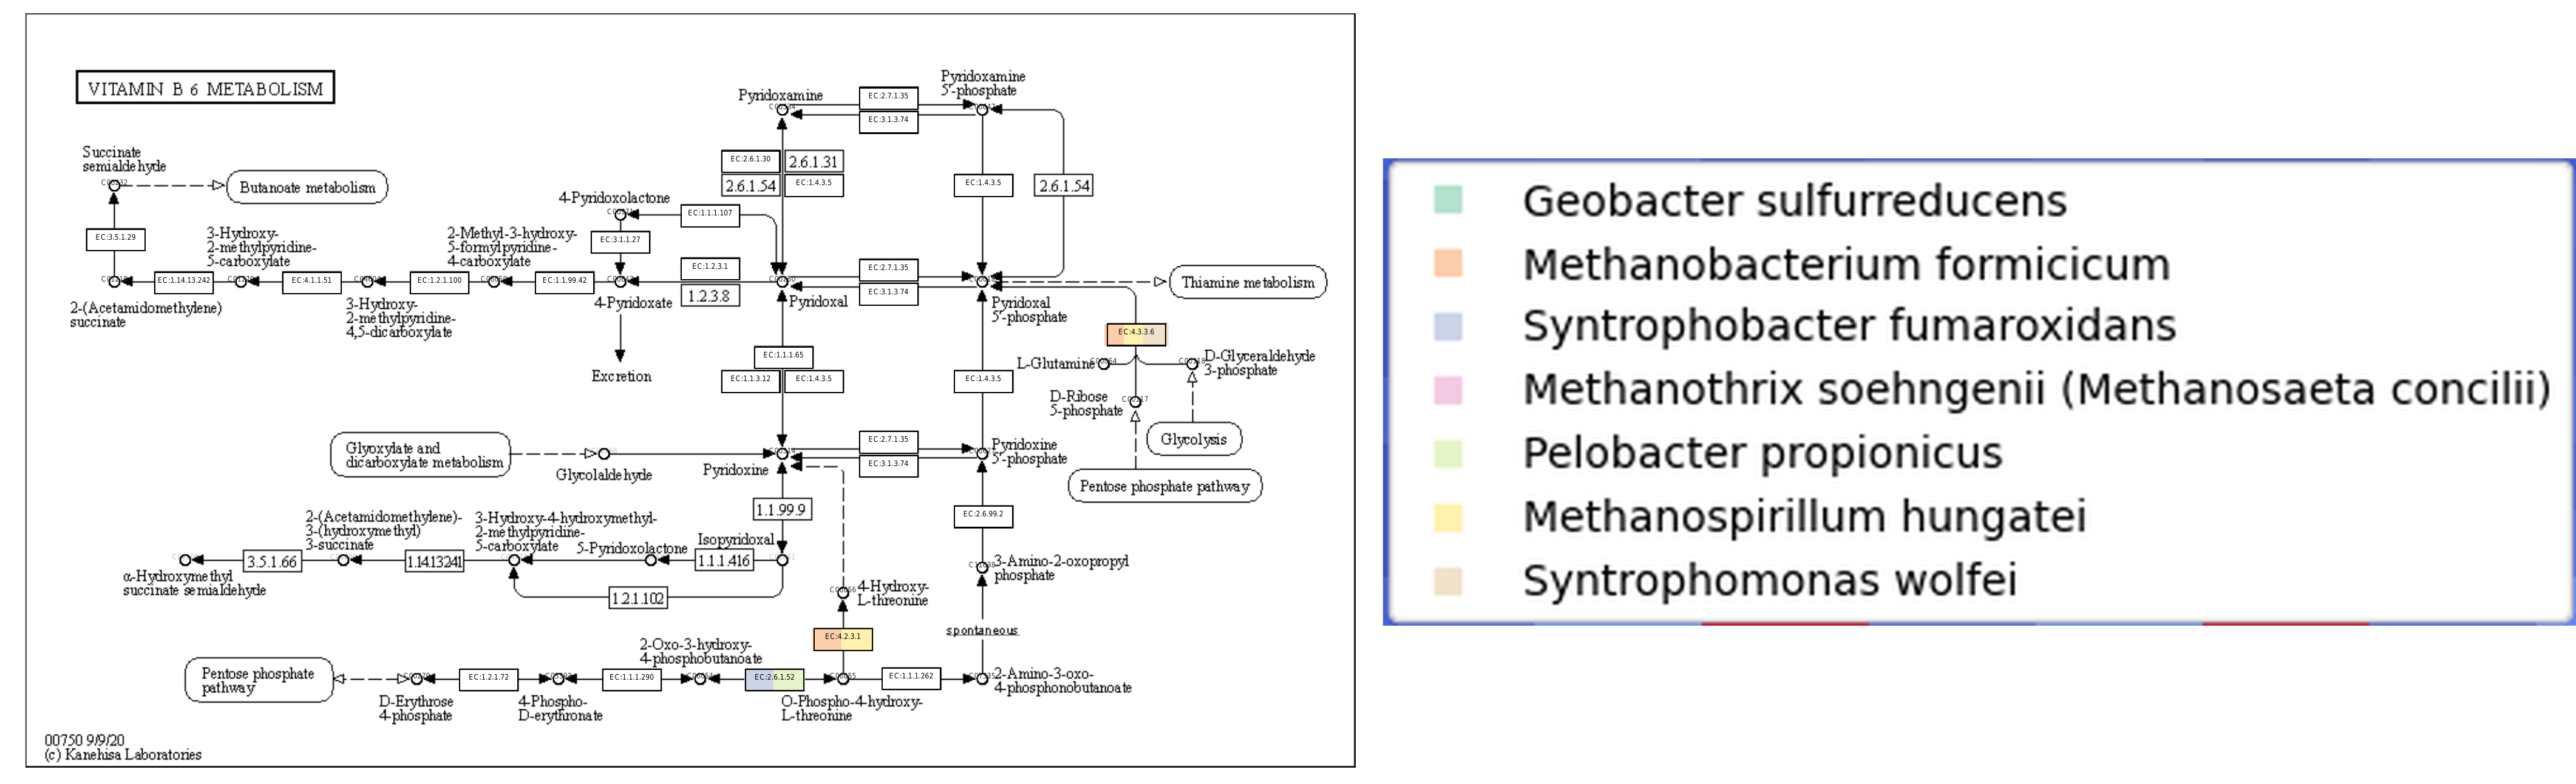 VITAMIN B 6 METABOLISM
Pyridoxamine
Pyridoxamine
5'-phosphate
EC:2.7.1.35
EC:3.1.3.74
Succinate
semialdehyde
Butanoate metabolism
EC:2.6.1.30
2.6.1.31
2.6.1.54
EC:1.4.3.5
EC:1.4.3.5
2.6.1.54
4-Pyridoxolactone
EC:1.1.1.107
EC:3.5.1.29
3-Hydroxy-
2-methylpyridine-
5-carboxylate
2-Methyl-3-hydroxy-
5-formylpyridine-
4-carboxylate
EC:3.1.1.27
EC:1.2.3.1
EC:2.7.1.35
EC:1.14.13.242
EC:4.1.1.51
EC:1.2.1.100
EC:1.1.99.42
1.2.3.8
EC:3.1.3.74
Thiamine metabolism
2-(Acetamidomethylene)
succinate
3-Hydroxy-
2-methylpyridine-
4,5-dicarboxylate
4-Pyridoxate
Pyridoxal
Pyridoxal
5'-phosphate
EC:4.3.3.6
EC:1.1.1.65
EC:1.1.3.12
EC:1.4.3.5
EC:1.4.3.5
L-Glutamine
D-Glyceraldehyde
3-phosphate
Excretion
D-Ribose
5-phosphate
Glycolysis
Pentose phosphate pathway
Glyoxylate and
dicarboxylate metabolism
Glycolaldehyde
Pyridoxine
EC:2.7.1.35
EC:3.1.3.74
Pyridoxine
5'-phosphate
1.1.99.9
EC:2.6.99.2
2-(Acetamidomethylene)-
3-(hydroxymethyl)
3-succinate
3-Hydroxy-4-hydroxymethyl-
2-methylpyridine-
5-carboxylate
5-Pyridoxolactone
Isopyridoxal
3.5.1.66
1.14.13241
1.1.1.416
1.2.1.102
α-Hydroxymethyl
succinate semialdehyde
3-Amino-2-oxopropyl
phosphate
4-Hydroxy-
L-threonine
spontaneous
EC:4.2.3.1
2-Oxo-3-hydroxy-
4-phosphobutanoate
Pentose phosphate
pathway
EC:1.2.1.72
EC:1.1.1.290
EC:2.6.1.52
EC:1.1.1.262
2-Amino-3-oxo-
4-phosphonobutanoate
D-Erythrose
4-phosphate
4-Phospho-
D-erythronate
O-Phospho-4-hydroxy-
L-threonine
00750 9/9/20
(c) Kanehisa Laboratories
Geobacter sulfurreducens
Methanobacterium formicicum
Syntrophobacter fumaroxidans
Methanothrix soehngenii (Methanosaeta concilii)
Pelobacter propionicus
Methanospirillum hungatei
Syntrophomonas wolfei